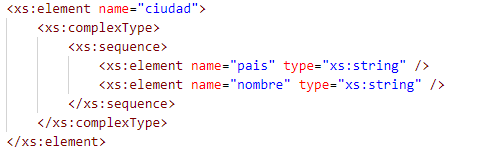 <xs:element name="ciudad">
<xs:complexType>
<xs:sequence>
<xs:element name="pais" type="xs:string" />
<xs:element name="nombre" type="xs:string" />
</xs:sequence>
</xs:complexType>
</xs:element>